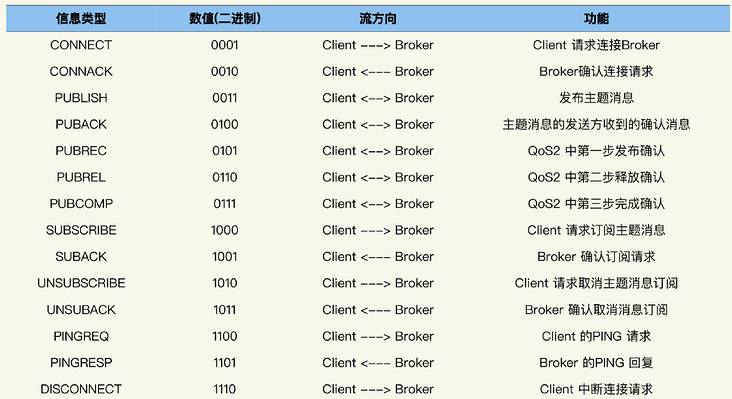 信息类型 数值(二进制) 流方向 功能
CONNECT 0001 Client ---> Broker Client 请求连接Broker
CONNACK 0010 Client <--- Broker Broker确认连接请求
PUBLISH 0011 Client <--> Broker 发布主题消息
PUBACK 0100 Client <--> Broker 主题消息的发送方收到的确认消息
PUBREC 0101 Client <--> Broker QoS2 中第一步发布确认
PUBREL 0110 Client <--> Broker QoS2 中第二步释放确认
PUBCOMP 0111 Client <--> Broker QoS2 中第三步完成确认
SUBSCRIBE 1000 Client ---> Broker Client 请求订阅主题消息
SUBACK 1001 Client <--- Broker Broker 确认订阅请求
UNSUBSCRIBE 1010 Client ---> Broker Client 请求取消主题消息订阅
UNSUBACK 1011 Client <--- Broker Broker 确认取消消息订阅
PINGREQ 1100 Client ---> Broker Client 的PING 请求
PINGRESP 1101 Client <--- Broker Broker 的PING 回复
DISCONNECT 1110 Client ---> Broker Client 中断连接请求